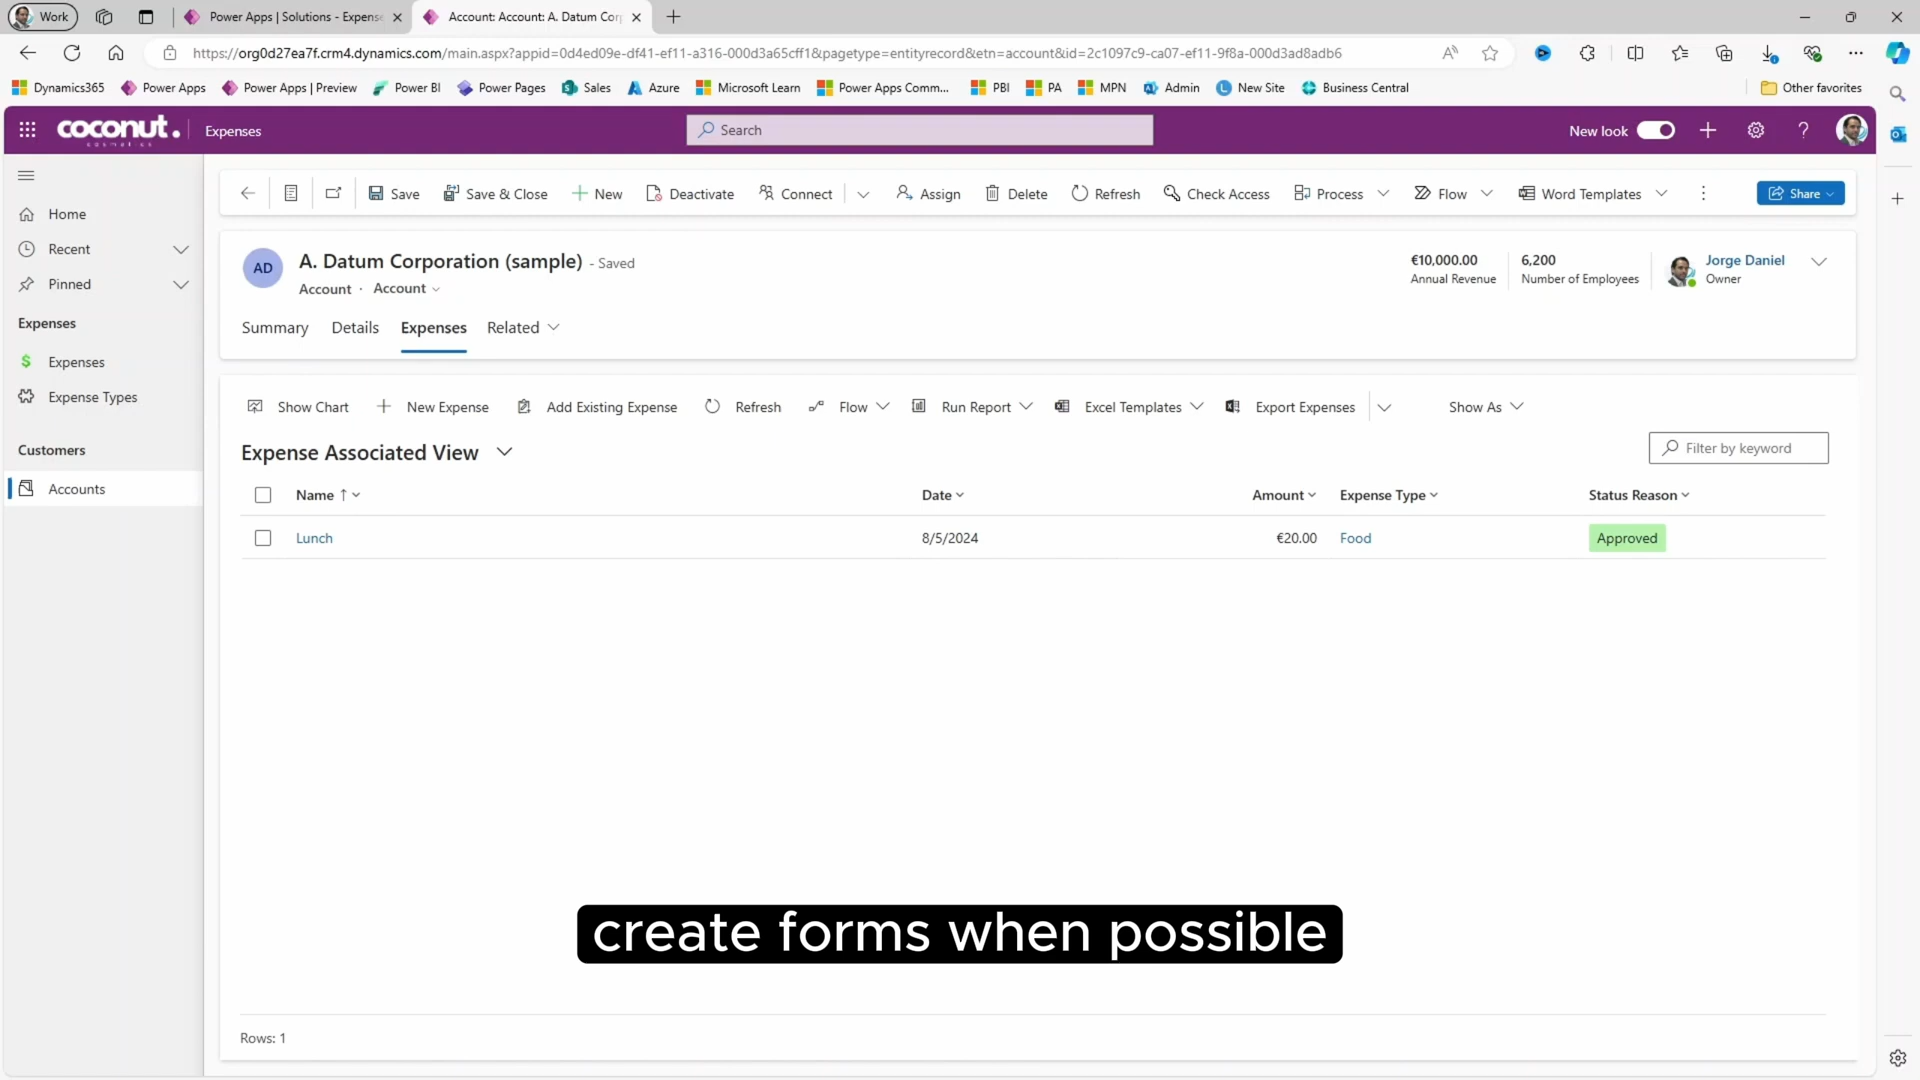 Work
Power Apps | Solutions - Expense
Account: Account: A. Datum Cor
https://org0d27ea7f.crm4.dynamics.com/main.aspx?appid=0d4ed09e-df41-ef11-a316-000d3a65cff1&pagetype=entityrecord&etn=account&id=2c1097c9-ca07-ef11-9f8a-000d3ad8adb6
Dynamics365
Power Apps
Power Apps | Preview
Power BI
Power Pages
Sales
Azure
Microsoft Learn
Power Apps Comm...
PBI
PA
MPN
Admin
New Site
Business Central
Other favorites
coconut.
cosmetics
Expenses
Search
New look
Home
Recent
Pinned
Expenses
Expenses
Expense Types
Customers
Accounts
Save
Save & Close
New
Deactivate
Connect
Assign
Delete
Refresh
Check Access
Process
Flow
Word Templates
Share
AD
A. Datum Corporation (sample) - Saved
Account · Account
€10,000.00
Annual Revenue
6,200
Number of Employees
Jorge Daniel
Owner
Summary
Details
Expenses
Related
Show Chart
New Expense
Add Existing Expense
Refresh
Flow
Run Report
Excel Templates
Export Expenses
Show As
Expense Associated View
Filter by keyword
Name
Date
Amount
Expense Type
Status Reason
Lunch
8/5/2024
€20.00
Food
Approved
create forms when possible
Rows: 1